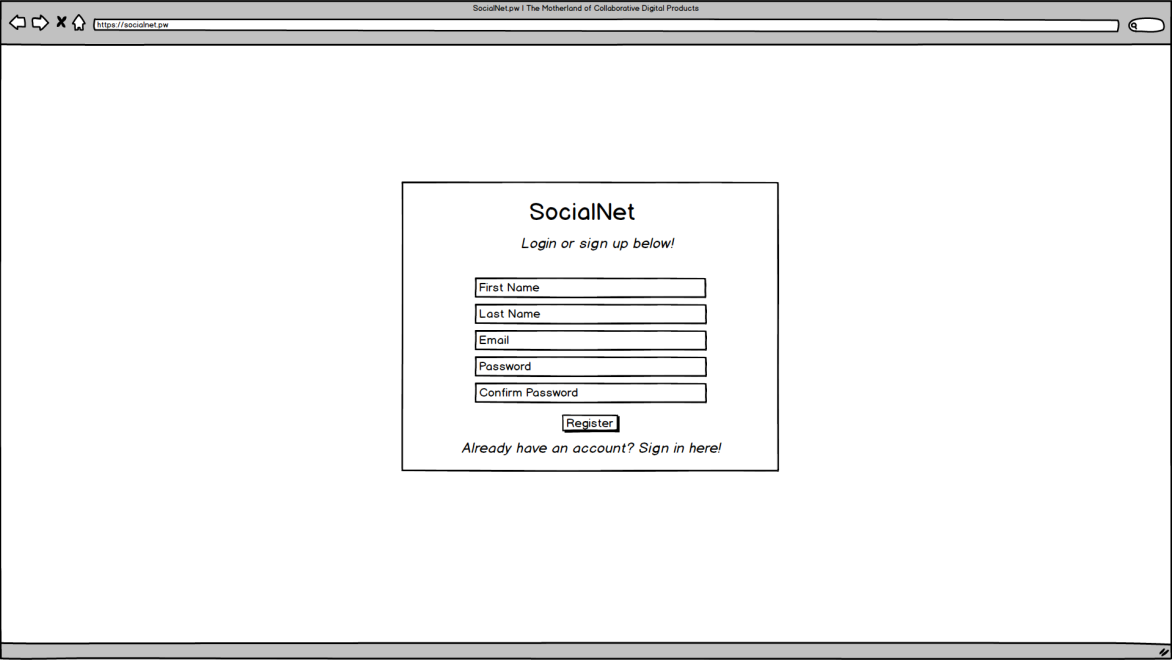 SocialNet.pw | The Motherland of Collaborative Digital Products
https://socialnet.pw
SocialNet
Login or sign up below!
First Name
Last Name
Email
Password
Confirm Password
Register
Already have an account? Sign in here!